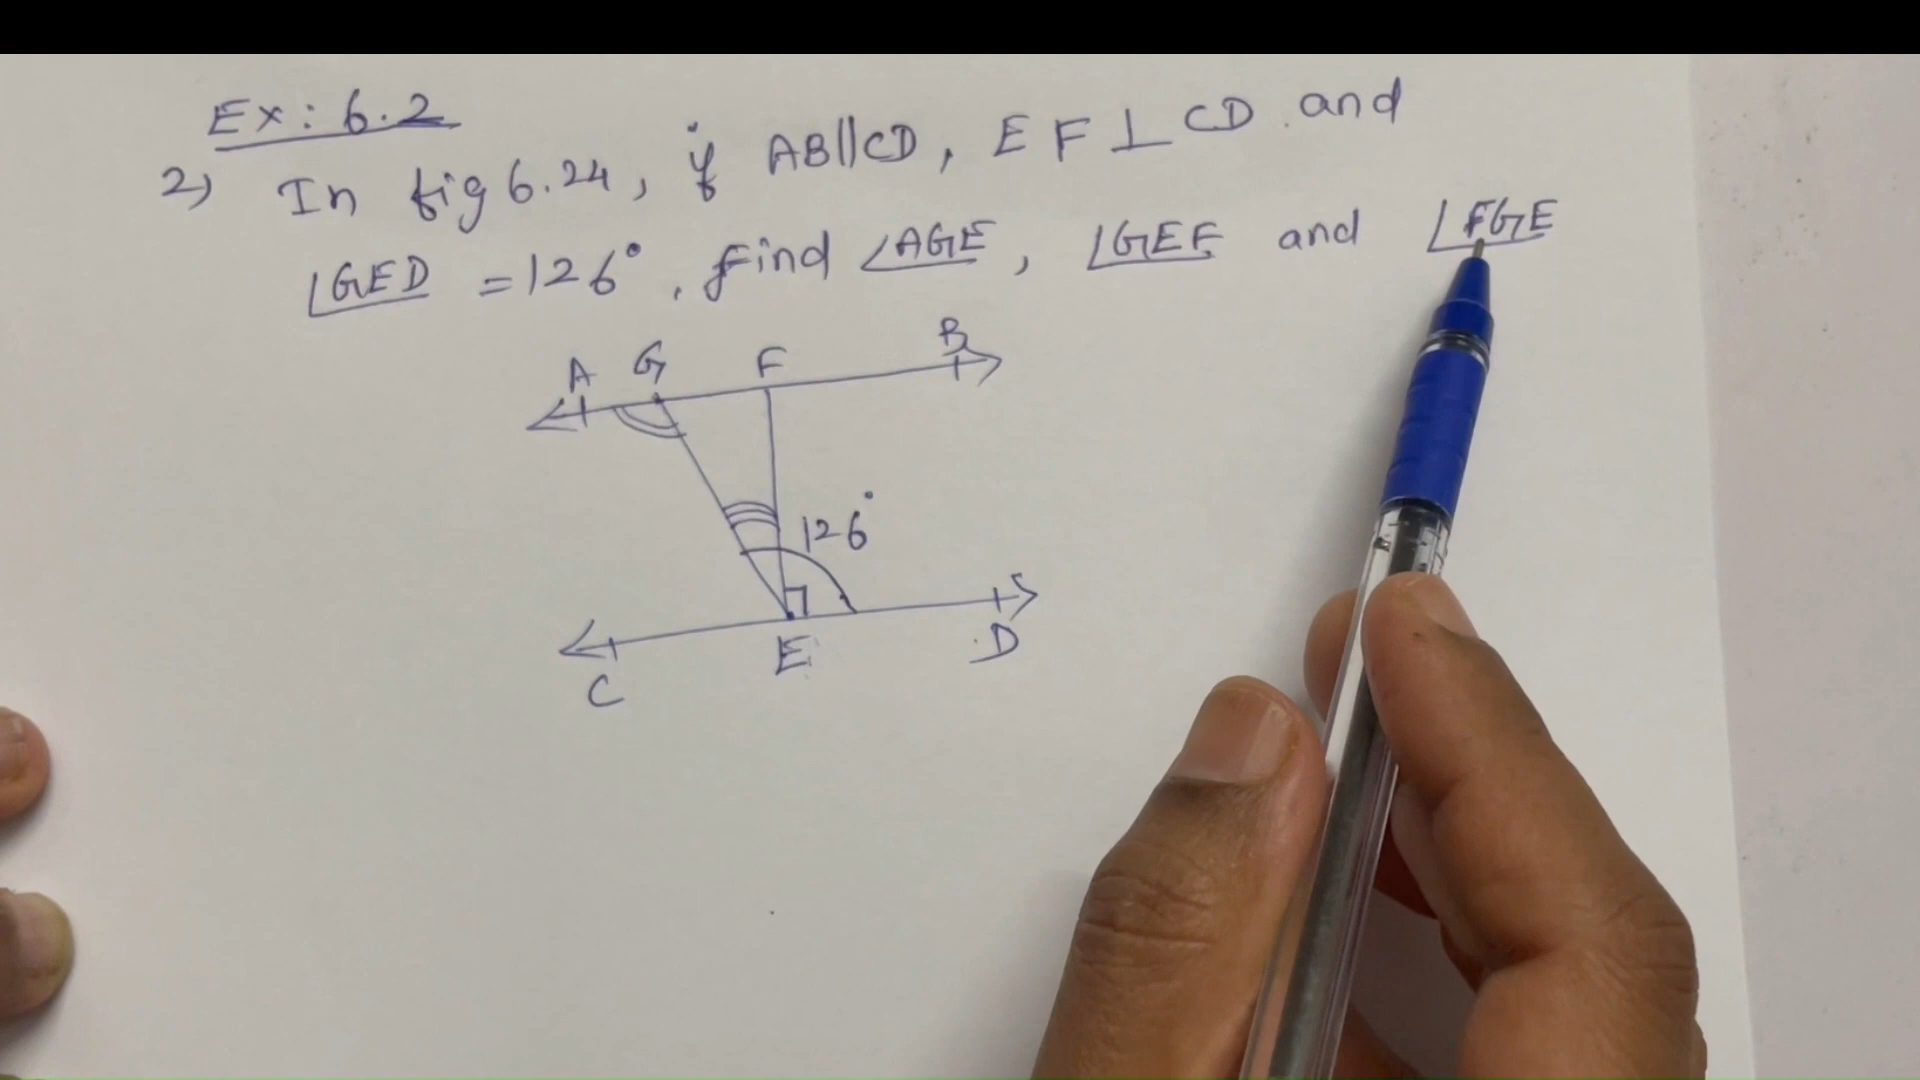 Ex: 6.2
2) In fig 6.24, if AB||CD, EF⊥CD and
∠GED = 126°. Find ∠AGE, ∠GEF and ∠FGE
A G F B
126°
C E D